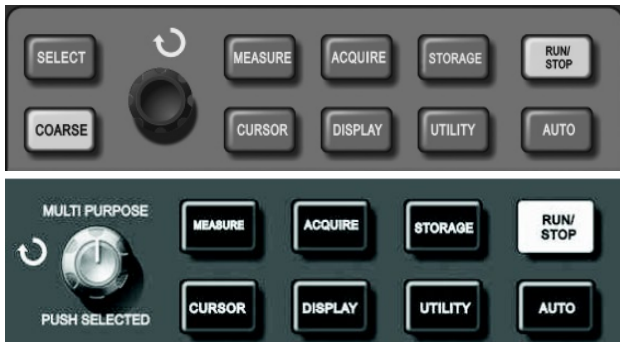 SELECT
MEASURE
ACQUIRE
STORAGE
RUN/
STOP
COARSE
CURSOR
DISPLAY
UTILITY
AUTO
MULTI PURPOSE
PUSH SELECTED
MEASURE
ACQUIRE
STORAGE
RUN/
STOP
CURSOR
DISPLAY
UTILITY
AUTO